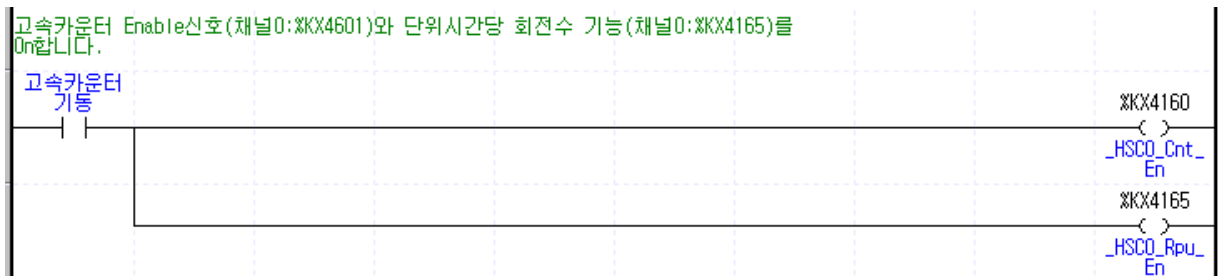 고속카운터 Enable신호(채널0:%KX4601)와 단위시간당 회전수 기능(채널0:%KX4165)를
On합니다.
고속카운터
기동
%KX4160
_HSC0_Cnt_
En
%KX4165
_HSC0_Rpu_
En